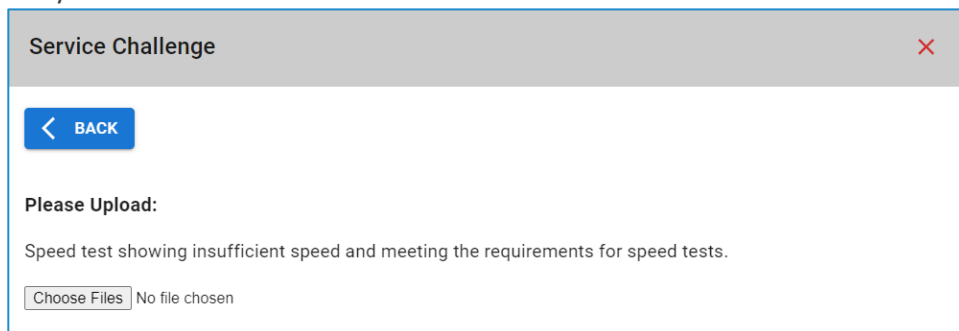 Service Challenge
BACK
Please Upload:
Speed test showing insufficient speed and meeting the requirements for speed tests.
Choose Files No file chosen